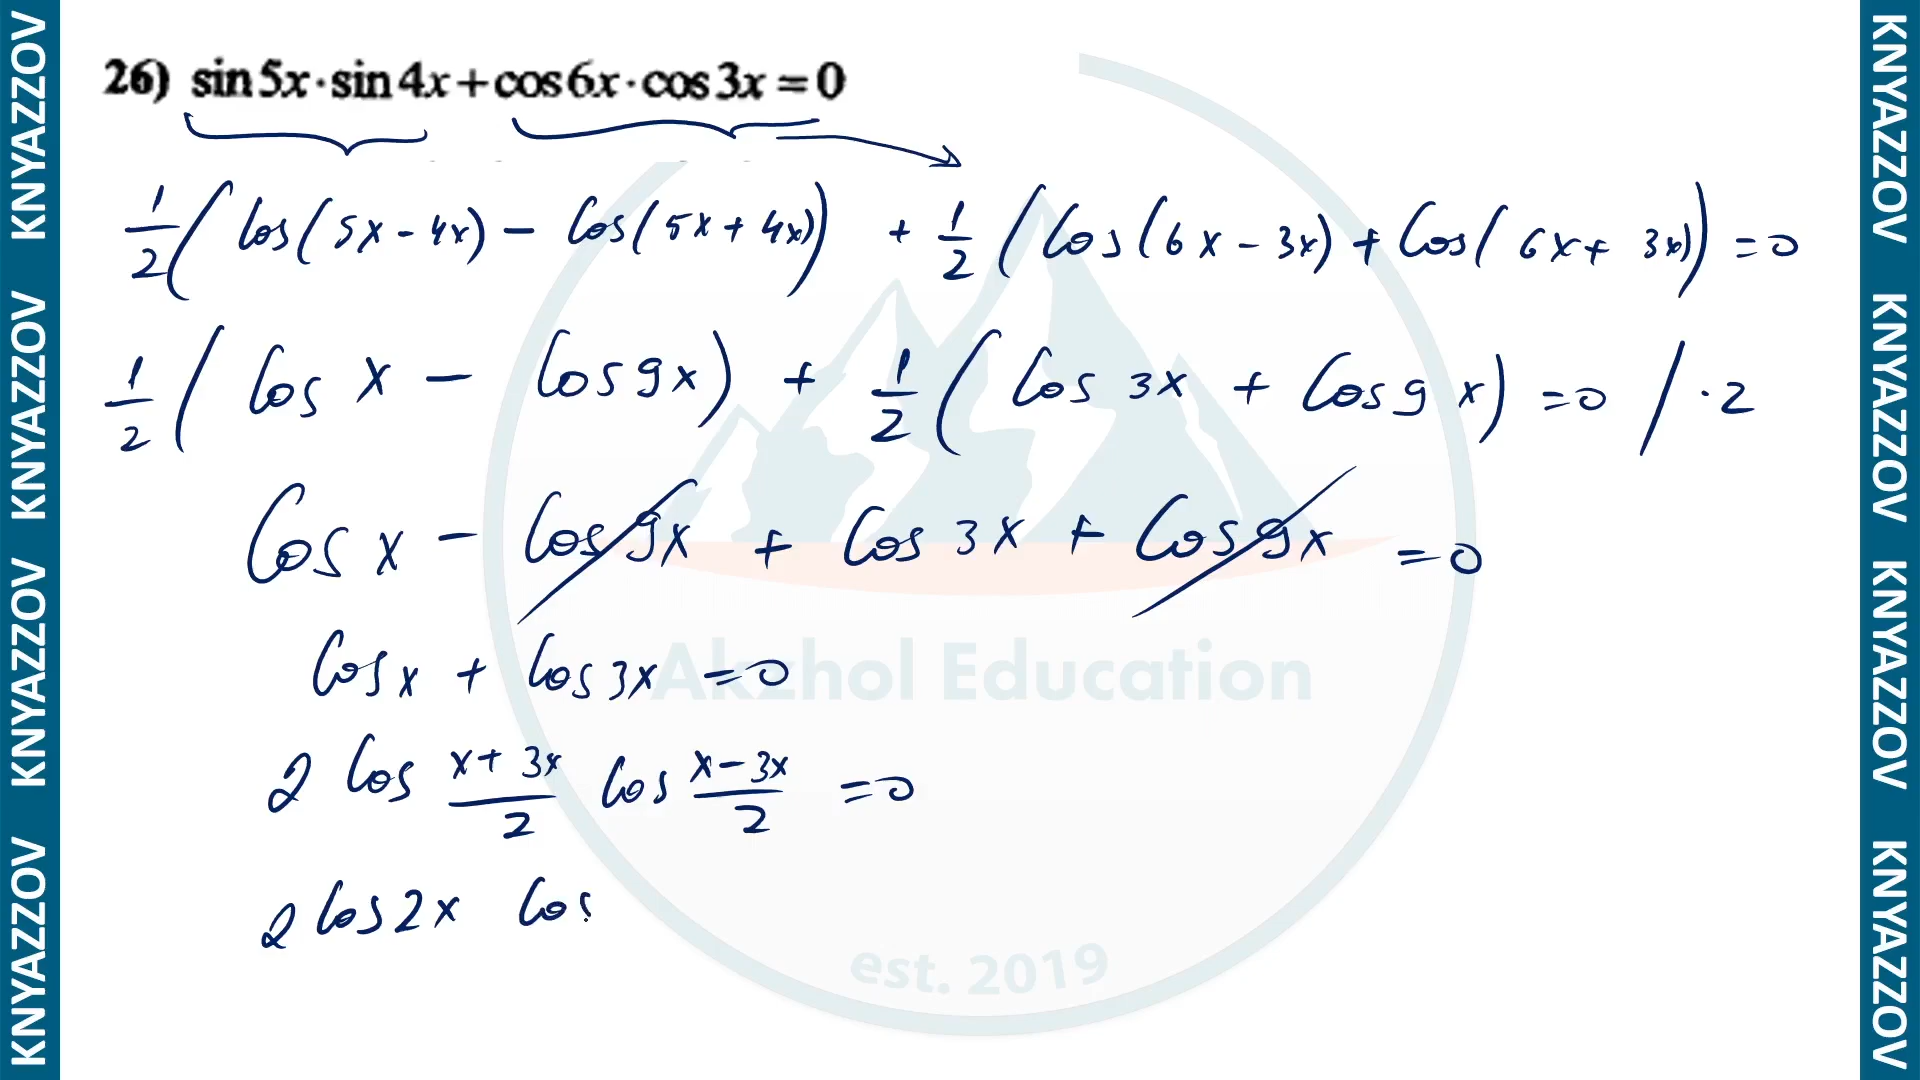 26) sin 5x · sin 4x + cos 6x · cos 3x = 0
1/2 (Cos(5x - 4x) - Cos(5x + 4x)) + 1/2 (Cos(6x - 3x) + Cos(6x + 3x)) = 0
1/2 (Cos x - Cos 9x) + 1/2 (Cos 3x + Cos 9x) = 0 / · 2
Cos x - Cos 9x + Cos 3x + Cos 9x = 0
Cos x + Cos 3x = 0
2 Cos (x + 3x)/2 Cos (x - 3x)/2 = 0
2 Cos 2x Cos
Akzhol Education
est. 2019
KNYAZZOV
KNYAZZOV
KNYAZZOV
KNYAZZOV
KNYAZZOV
KNYAZZOV
KNYAZZOV
KNYAZZOV